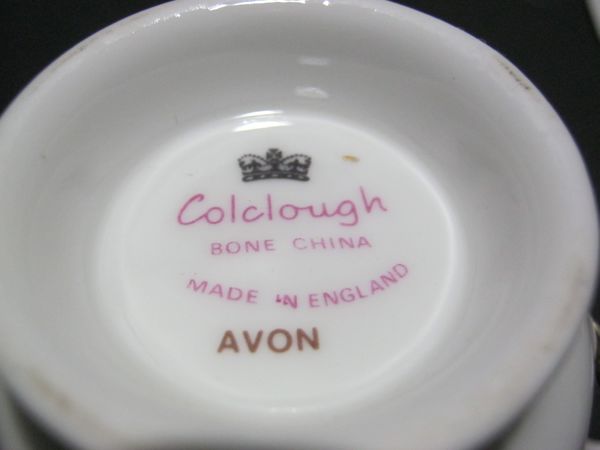 Colclough
BONE CHINA
MADE IN ENGLAND
AVON